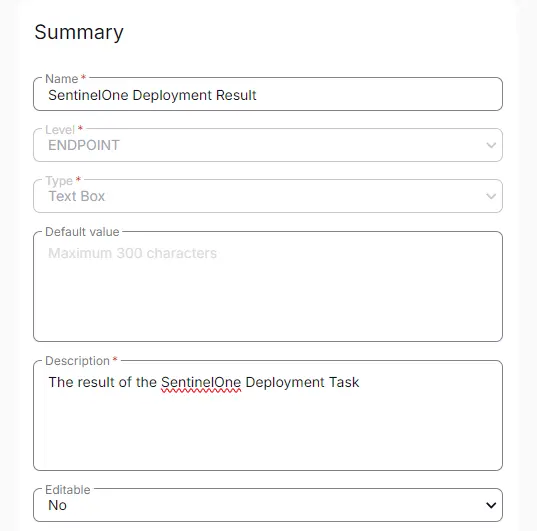 Summary
Name *
SentinelOne Deployment Result
Level *
ENDPOINT
Type *
Text Box
Default value
Maximum 300 characters
Description *
The result of the SentinelOne Deployment Task
Editable
No